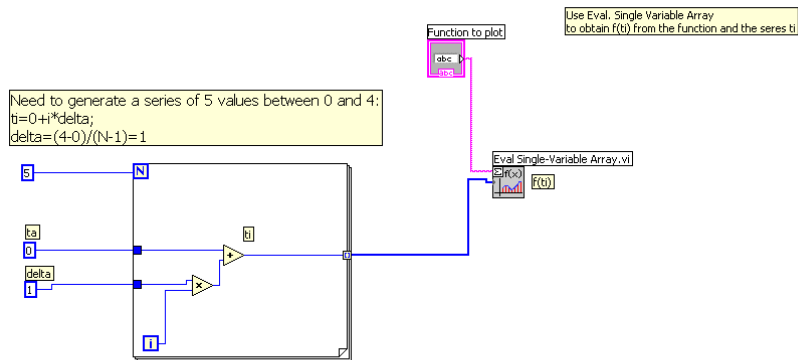 Use Eval. Single Variable Array
to obtain f(ti) from the function and the seres ti
Function to plot
abc
abc
Need to generate a series of 5 values between 0 and 4:
ti=0+i*delta;
delta=(4-0)/(N-1)=1
5
N
Eval Single-Variable Array.vi
Σ f(x)
f(ti)
ta
0
ti
+
delta
1
×
i